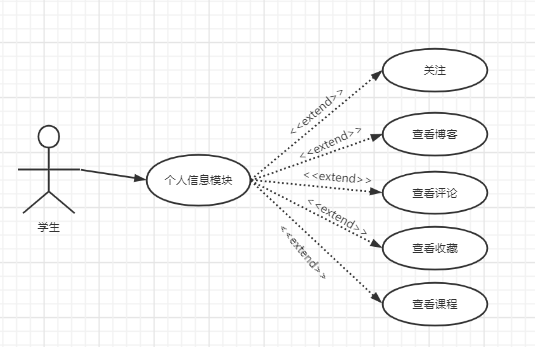 关注
<<extend>>
查看博客
<<extend>>
个人信息模块
<<extend>>
查看评论
学生
<<extend>>
查看收藏
<<extend>>
查看课程